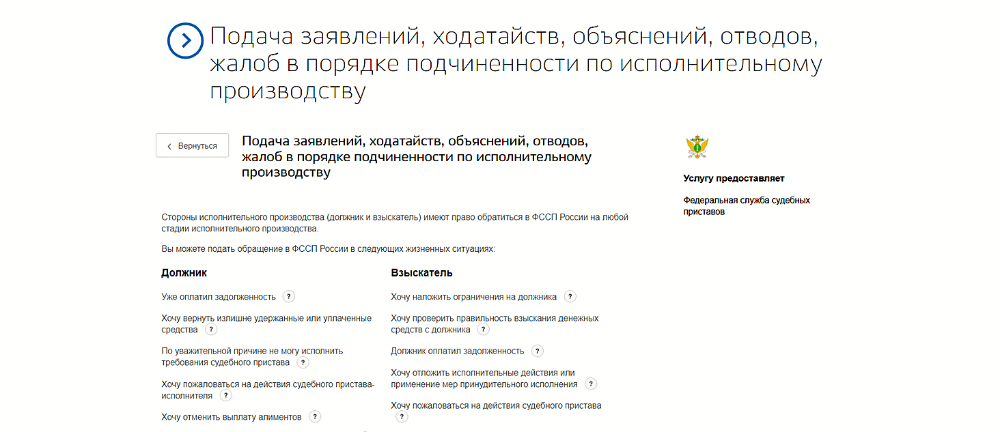 Подача заявлений, ходатайств, объяснений, отводов,
жалоб в порядке подчиненности по исполнительному
производству
Вернуться
Подача заявлений, ходатайств, объяснений, отводов,
жалоб в порядке подчиненности по исполнительному
производству
Услугу предоставляет
Федеральная служба судебных
приставов
Стороны исполнительного производства (должник и взыскатель) имеют право обратиться в ФССП России на любой
стадии исполнительного производства.
Вы можете подать обращение в ФССП России в следующих жизненных ситуациях:
Должник
Уже оплатил задолженность ?
Хочу вернуть излишне удержанные или уплаченные
средства ?
По уважительной причине не могу исполнить
требования судебного пристава ?
Хочу пожаловаться на действия судебного пристава-
исполнителя ?
Хочу отменить выплату алиментов ?
Взыскатель
Хочу наложить ограничения на должника ?
Хочу проверить правильность взыскания денежных
средств с должника ?
Должник оплатил задолженность ?
Хочу отложить исполнительные действия или
применение мер принудительного исполнения ?
Хочу пожаловаться на действия судебного пристава
?